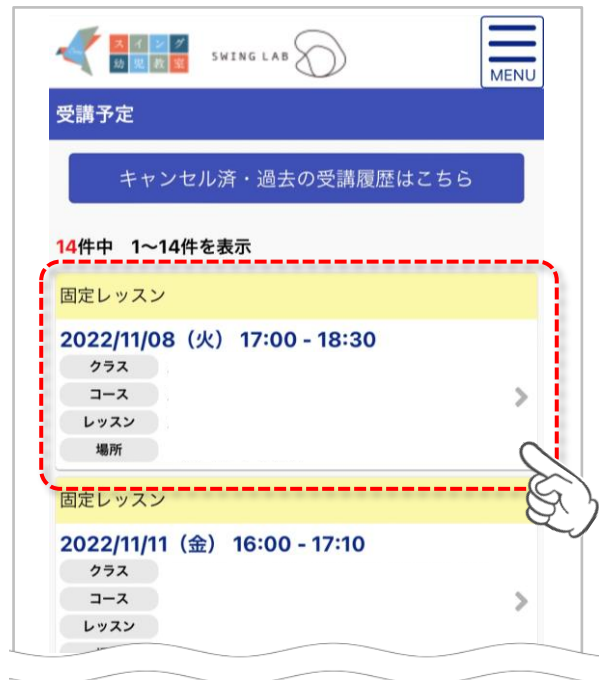 スイング
幼児教室
SWING LAB
MENU
受講予定
キャンセル済・過去の受講履歴はこちら
14件中 1〜14件を表示
固定レッスン
2022/11/08（火） 17:00 - 18:30
クラス
コース
レッスン
場所
固定レッスン
2022/11/11（金） 16:00 - 17:10
クラス
コース
レッスン